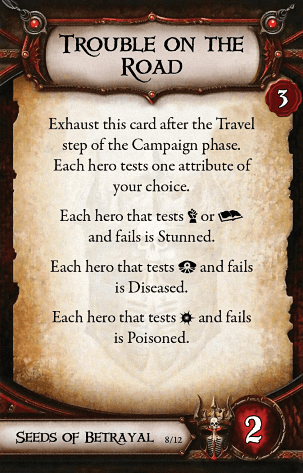 Trouble on the
Road
3
Exhaust this card after the Travel
step of the Campaign phase.
Each hero tests one attribute of
your choice.
Each hero that tests or
and fails is Stunned.
Each hero that tests and fails
is Diseased.
Each hero that tests and fails
is Poisoned.
Seeds of Betrayal 8/12
2